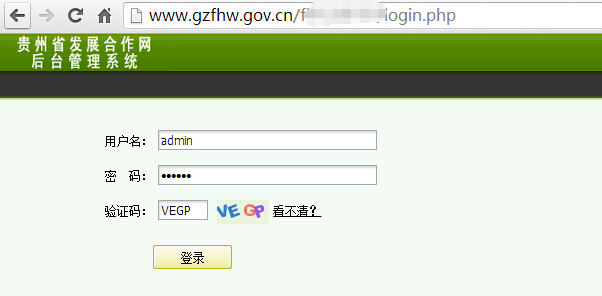 www.gzfhw.gov.cn/f login.php
贵州省发展合作网
后台管理系统
用户名： admin
密 码： ••••••
验证码： VEGP VEGP 看不清？
登录